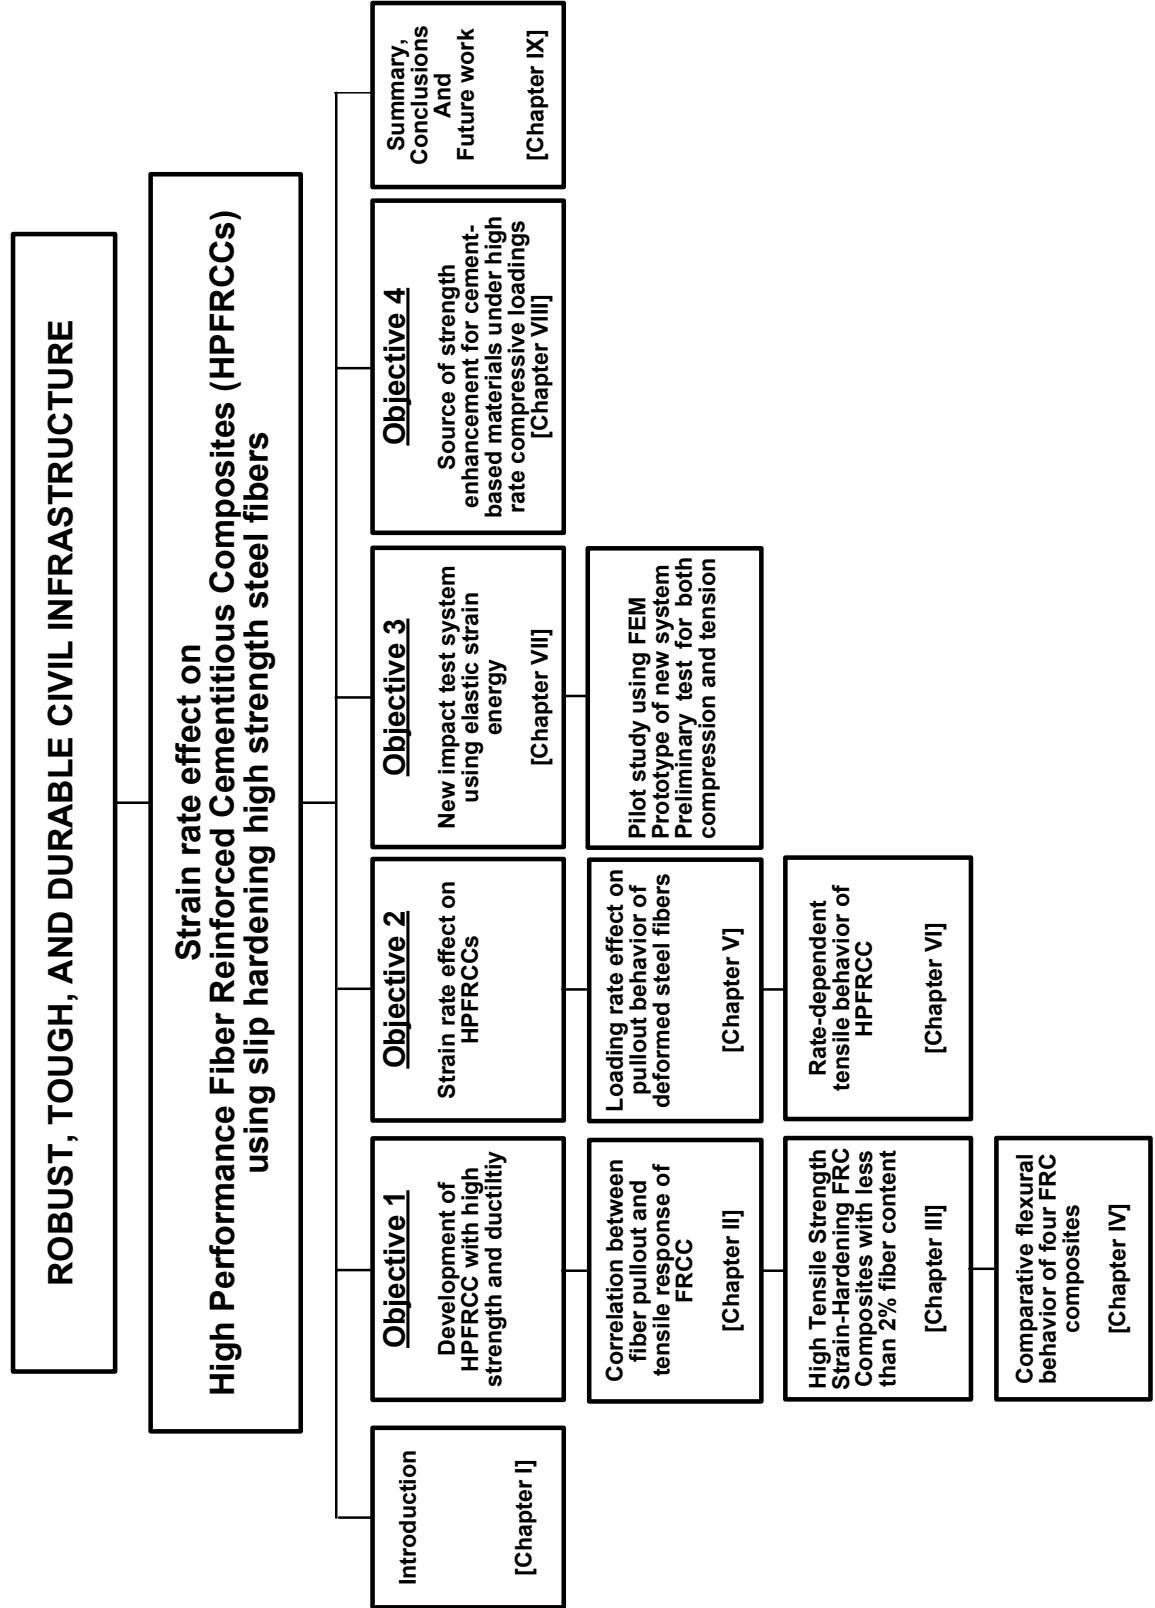 ROBUST, TOUGH, AND DURABLE CIVIL INFRASTRUCTURE
Strain rate effect on
High Performance Fiber Reinforced Cementitious Composites (HPFRCCs)
using slip hardening high strength steel fibers
Introduction
[Chapter I]
Objective 1
Development of
HPFRCC with high
strength and ductiltiy
Correlation between
fiber pullout and
tensile response of
FRCC
[Chapter II]
High Tensile Strength
Strain-Hardening FRC
Composites with less
than 2% fiber content
[Chapter III]
Comparative flexural
behavior of four FRC
composites
[Chapter IV]
Objective 2
Strain rate effect on
HPFRCCs
Loading rate effect on
pullout behavior of
deformed steel fibers
[Chapter V]
Rate-dependent
tensile behavior of
HPFRCC
[Chapter VI]
Objective 3
New impact test system
using elastic strain
energy
[Chapter VII]
Pilot study using FEM
Prototype of new system
Preliminary test for both
compression and tension
Objective 4
Source of strength
enhancement for cement-
based materials under high
rate compressive loadings
[Chapter VIII]
Summary,
Conclusions
And
Future work
[Chapter IX]